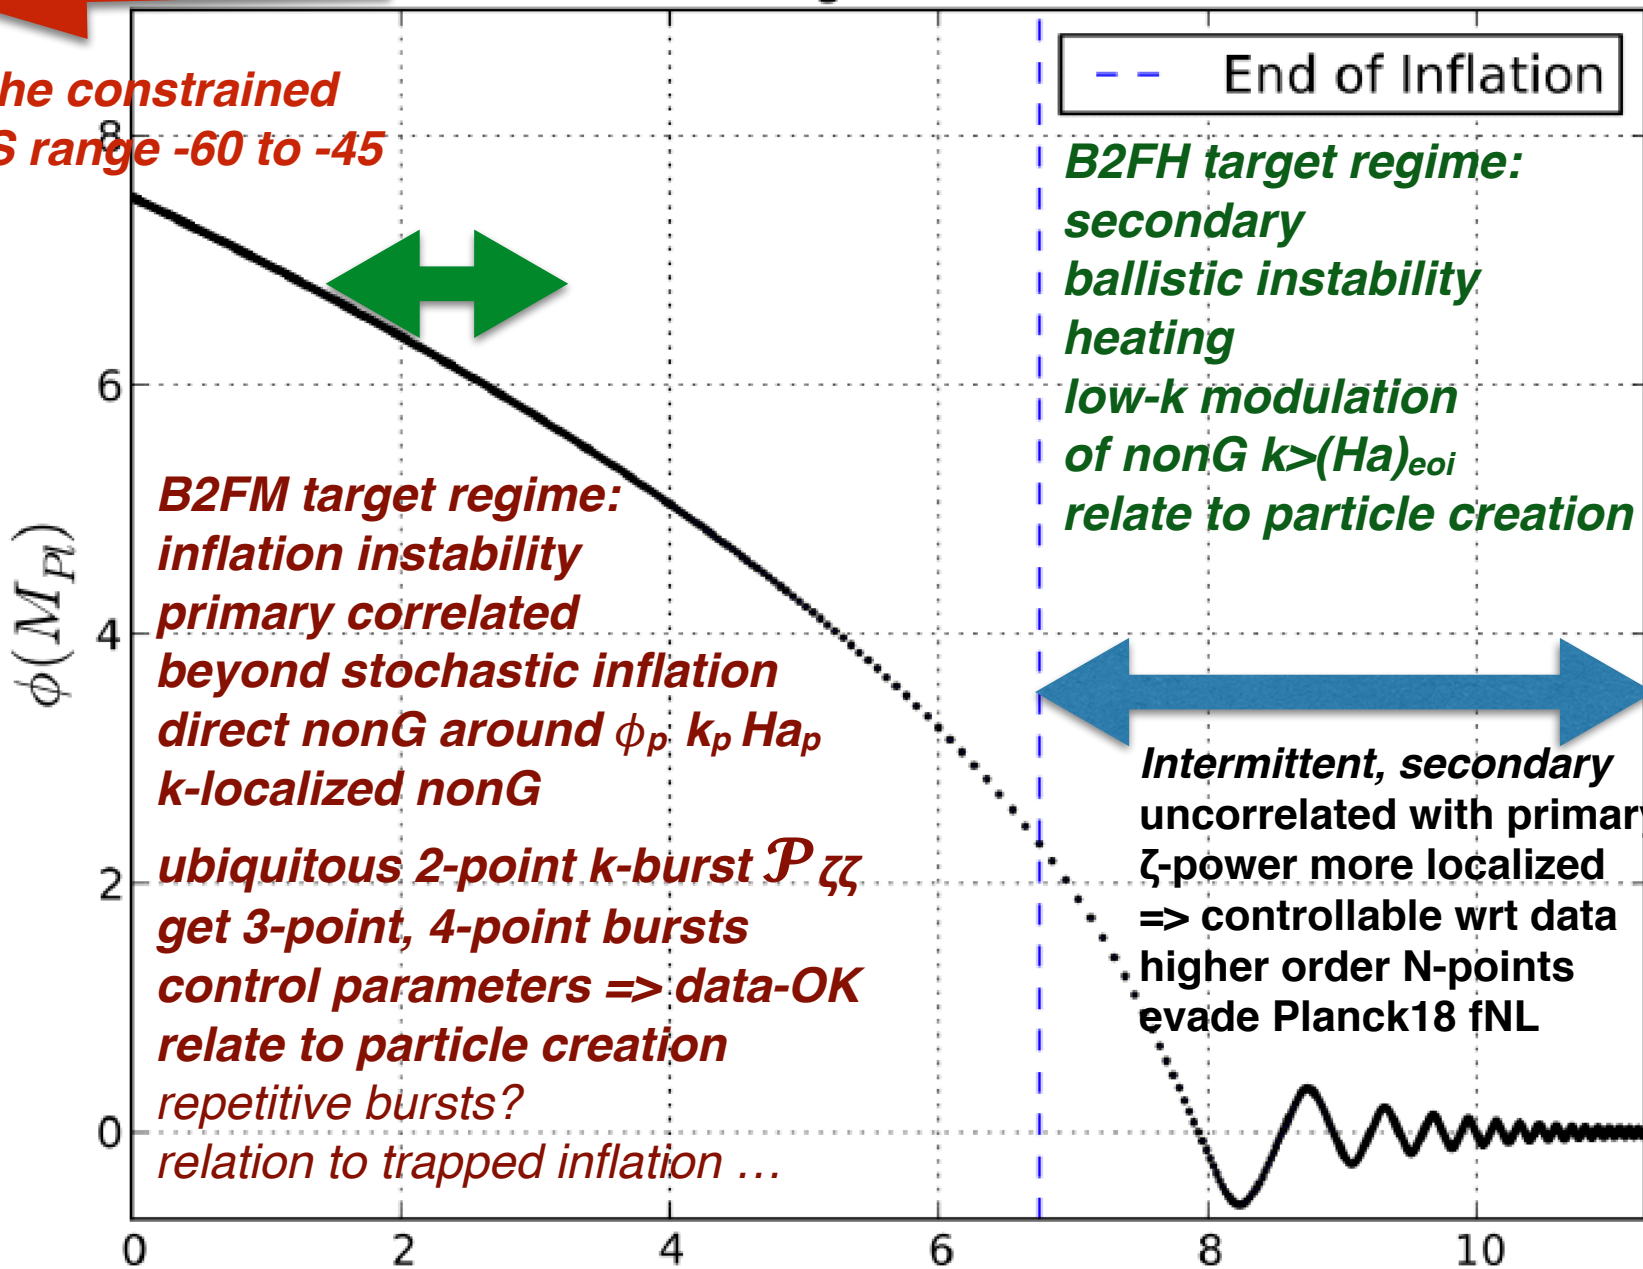 he constrained
S range -60 to -45
End of Inflation
B2FH target regime:
secondary
ballistic instability
heating
low-k modulation
of nonG k>(Ha)eoi
relate to particle creation
B2FM target regime:
inflation instability
primary correlated
beyond stochastic inflation
direct nonG around ϕp kp Hap
k-localized nonG
ubiquitous 2-point k-burst 𝒫 ζζ
get 3-point, 4-point bursts
control parameters => data-OK
relate to particle creation
repetitive bursts?
relation to trapped inflation …
Intermittent, secondary
uncorrelated with primary
ζ-power more localized
=> controllable wrt data
higher order N-points
evade Planck18 fNL
ϕ(MPl)
8
6
4
2
0
0 2 4 6 8 10